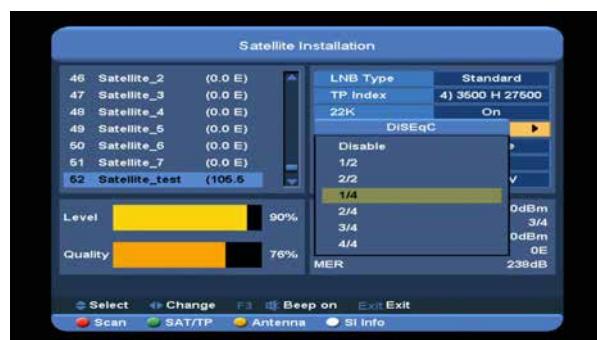 Satellite Installation
46 Satellite_2 (0.0 E)
47 Satellite_3 (0.0 E)
48 Satellite_4 (0.0 E)
49 Satellite_5 (0.0 E)
50 Satellite_6 (0.0 E)
51 Satellite_7 (0.0 E)
52 Satellite_test (105.5
LNB Type Standard
TP Index 4) 3500 H 27500
22K On
DiSEqC
Disable
1/2
2/2
1/4
2/4
3/4
4/4
V
0dBm
3/4
0dBm
0E
MER 238dB
Level 90%
Quality 76%
Select Change F3 Beep on Exit Exit
Scan SAT/TP Antenna SI Info